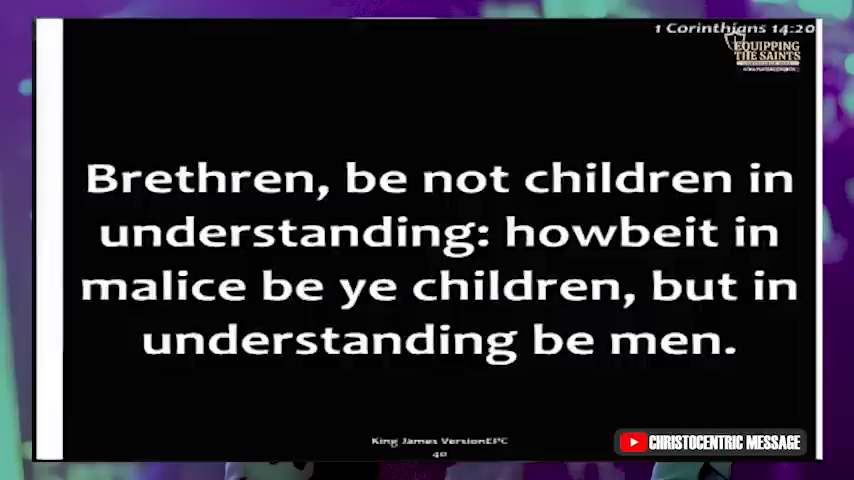 1 Corinthians 14:20
EQUIPPING
THE SAINTS
Brethren, be not children in
understanding: howbeit in
malice be ye children, but in
understanding be men.
King James VersionEPC
40
CHRISTOCENTRIC MESSAGE